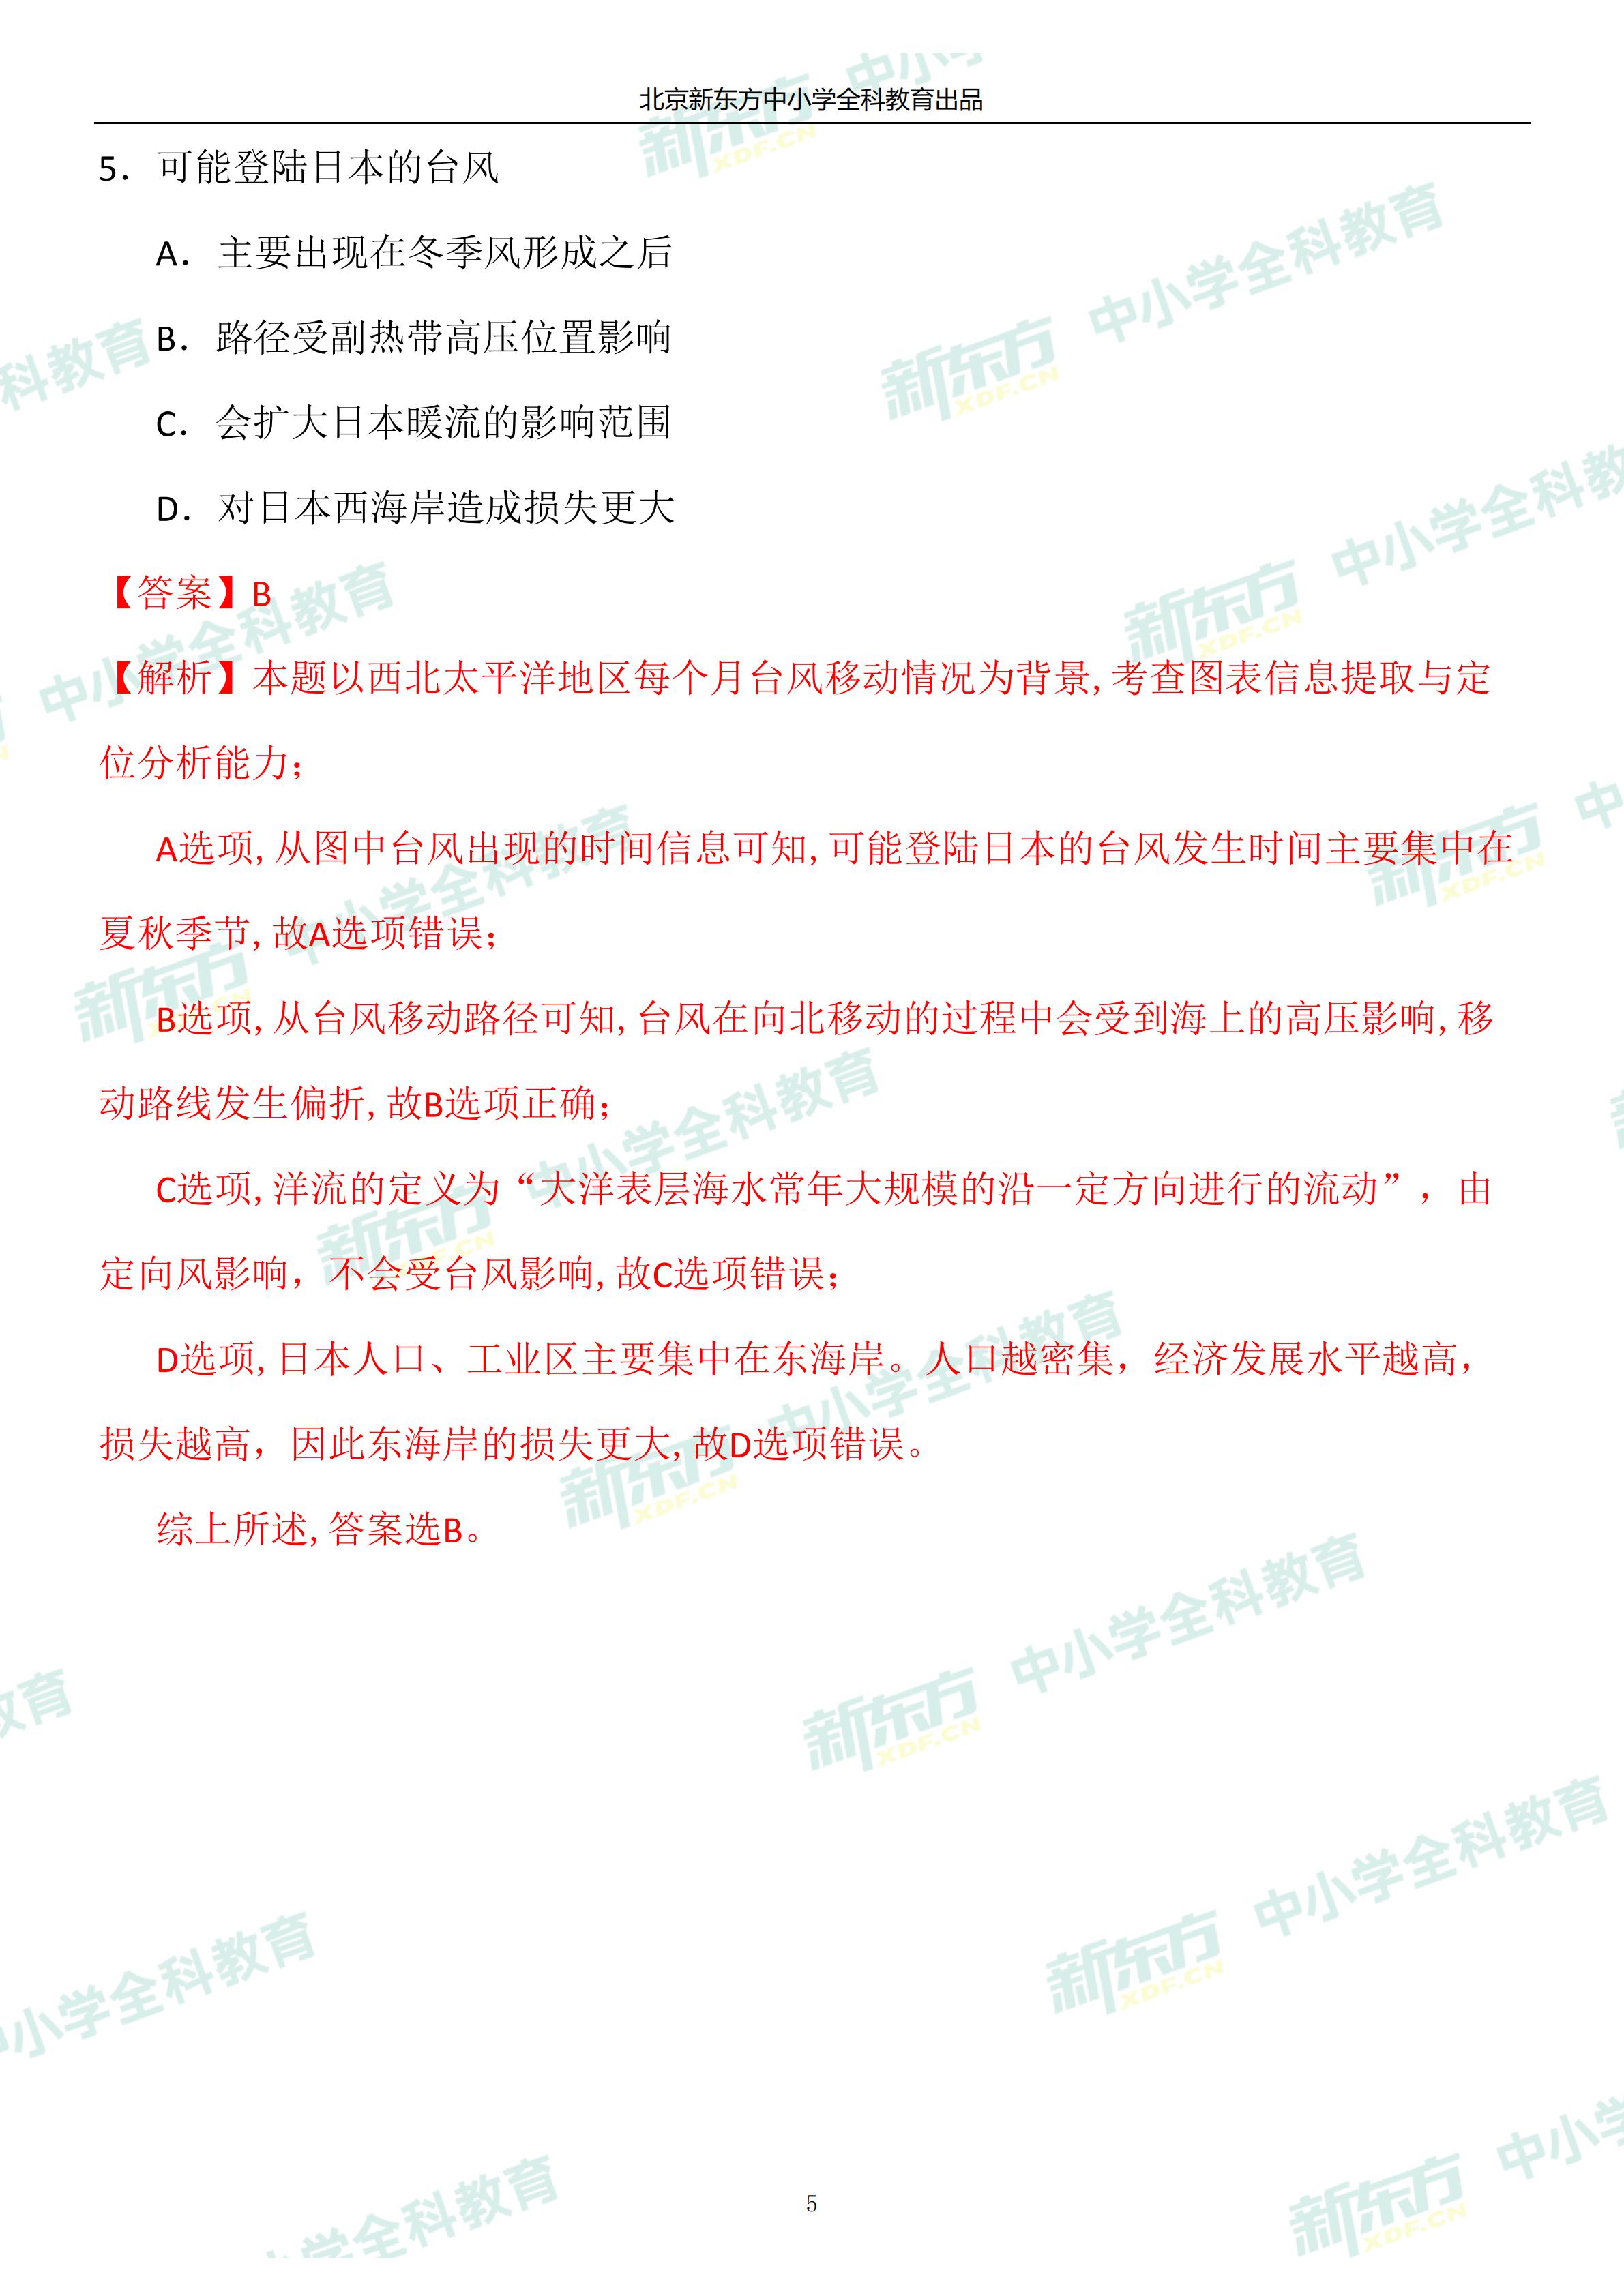 北京新东方中小学全科教育出品
5. 可能登陆日本的台风
A. 主要出现在冬季风形成之后
B. 路径受副热带高压位置影响
C. 会扩大日本暖流的影响范围
D. 对日本西海岸造成损失更大
【答案】B
【解析】本题以西北太平洋地区每个月台风移动情况为背景,考查图表信息提取与定
位分析能力;
A选项,从图中台风出现的时间信息可知,可能登陆日本的台风发生时间主要集中在
夏秋季节,故A选项错误;
B选项,从台风移动路径可知,台风在向北移动的过程中会受到海上的高压影响,移
动路线发生偏折,故B选项正确;
C选项,洋流的定义为“大洋表层海水常年大规模的沿一定方向进行的流动”，由
定向风影响，不会受台风影响,故C选项错误;
D选项,日本人口、工业区主要集中在东海岸。人口越密集，经济发展水平越高，
损失越高，因此东海岸的损失更大,故D选项错误。
综上所述,答案选B。
新东方 XDF.CN 中小学全科教育
5